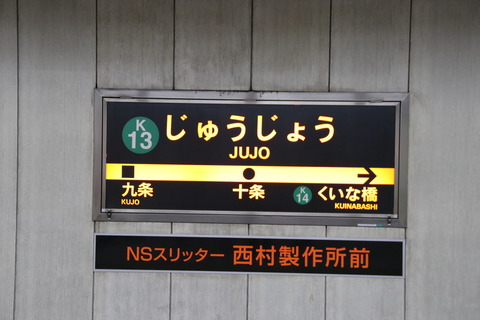 K
13
じゅうじょう
JUJO
九条
KUJO
十条
K
14
くいな橋
KUINABASHI
NSスリッター 西村製作所前